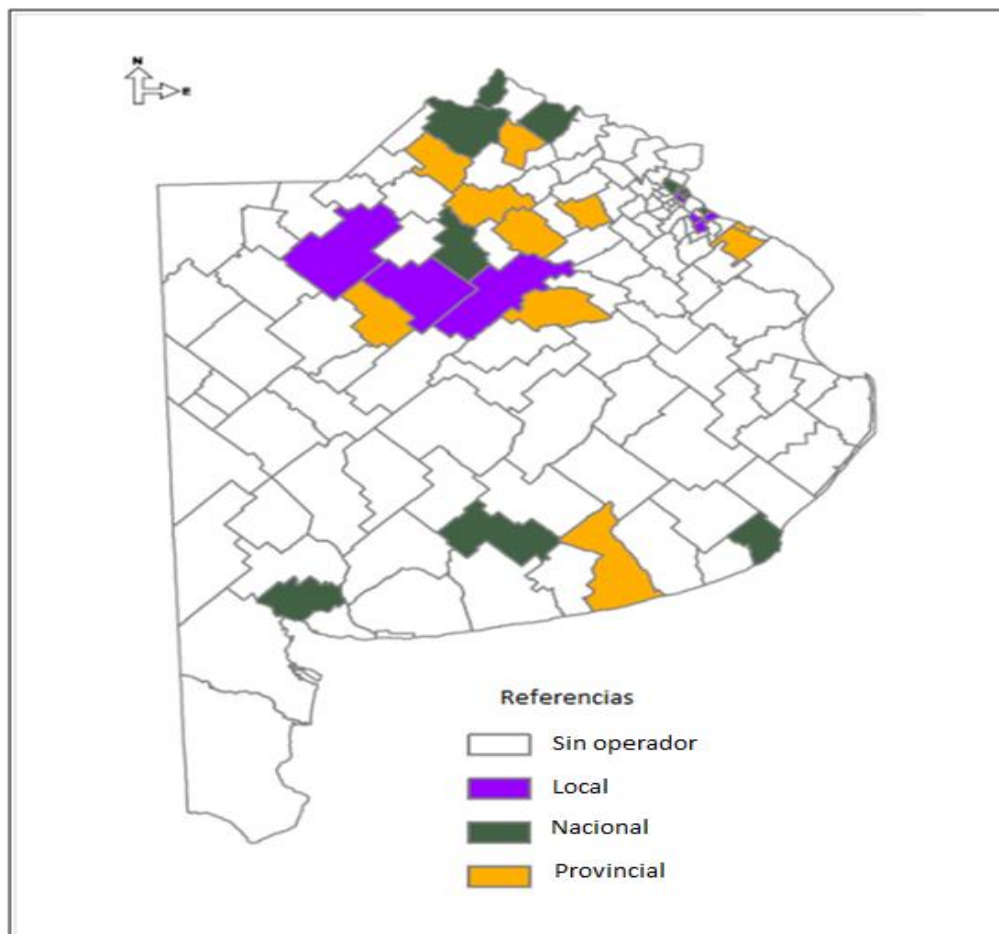 N
E
Referencias
Sin operador
Local
Nacional
Provincial